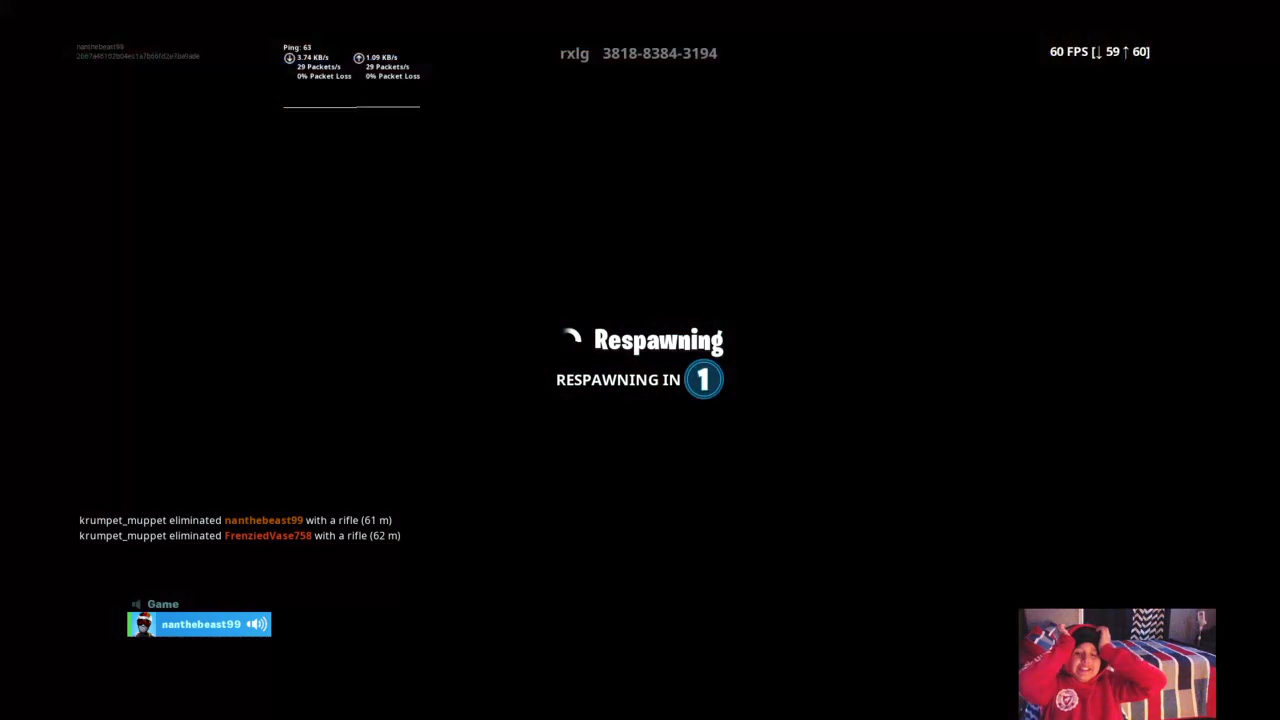 nanthebeast99
Ping: 63
3.74 KB/s
1.09 KB/s
29 Packets/s
29 Packets/s
0% Packet Loss
0% Packet Loss
rxlg 3818-8384-3194
60 FPS [↓ 59 ↑ 60]
Respawning
RESPAWNING IN 1
krumpet_muppet eliminated nanthebeast99 with a rifle (61 m)
krumpet_muppet eliminated FrenziedVase758 with a rifle (62 m)
Game
nanthebeast99